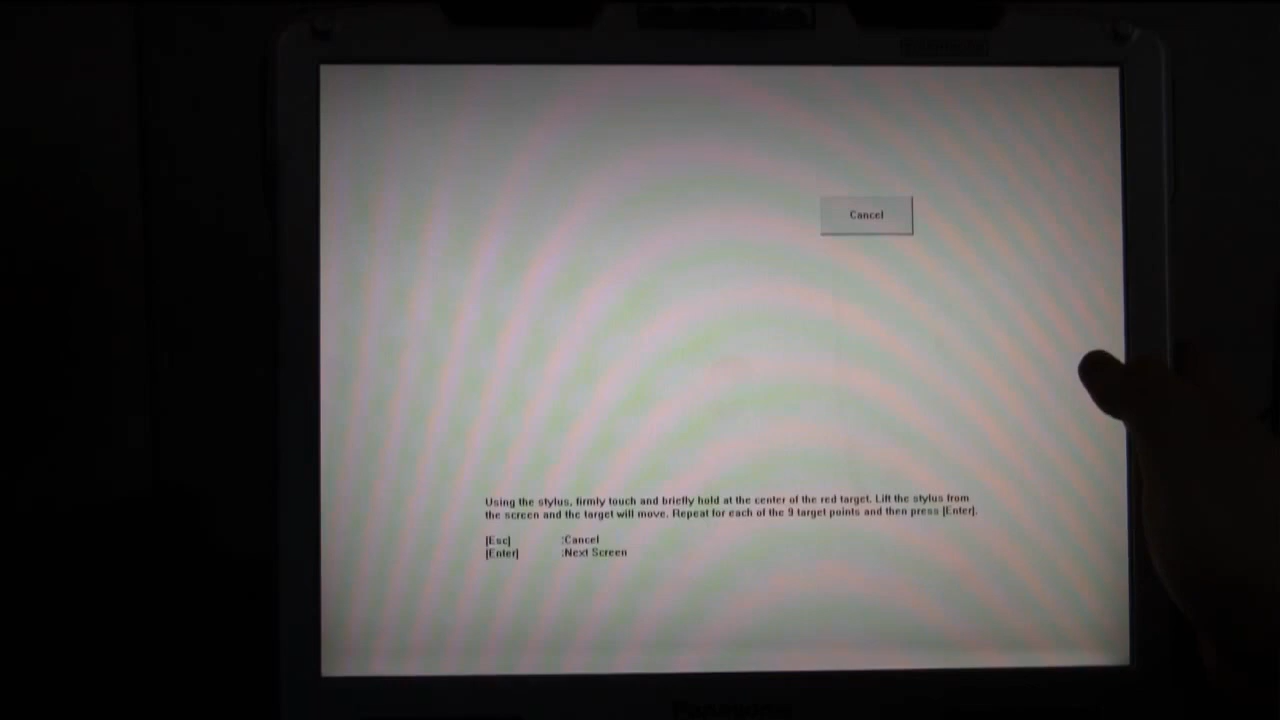 Cancel
Using the stylus, firmly touch and briefly hold at the center of the red target. Lift the stylus from
the screen and the target will move. Repeat for each of the 9 target points and then press [Enter].
[Esc] :Cancel
[Enter] :Next Screen
Panasonic